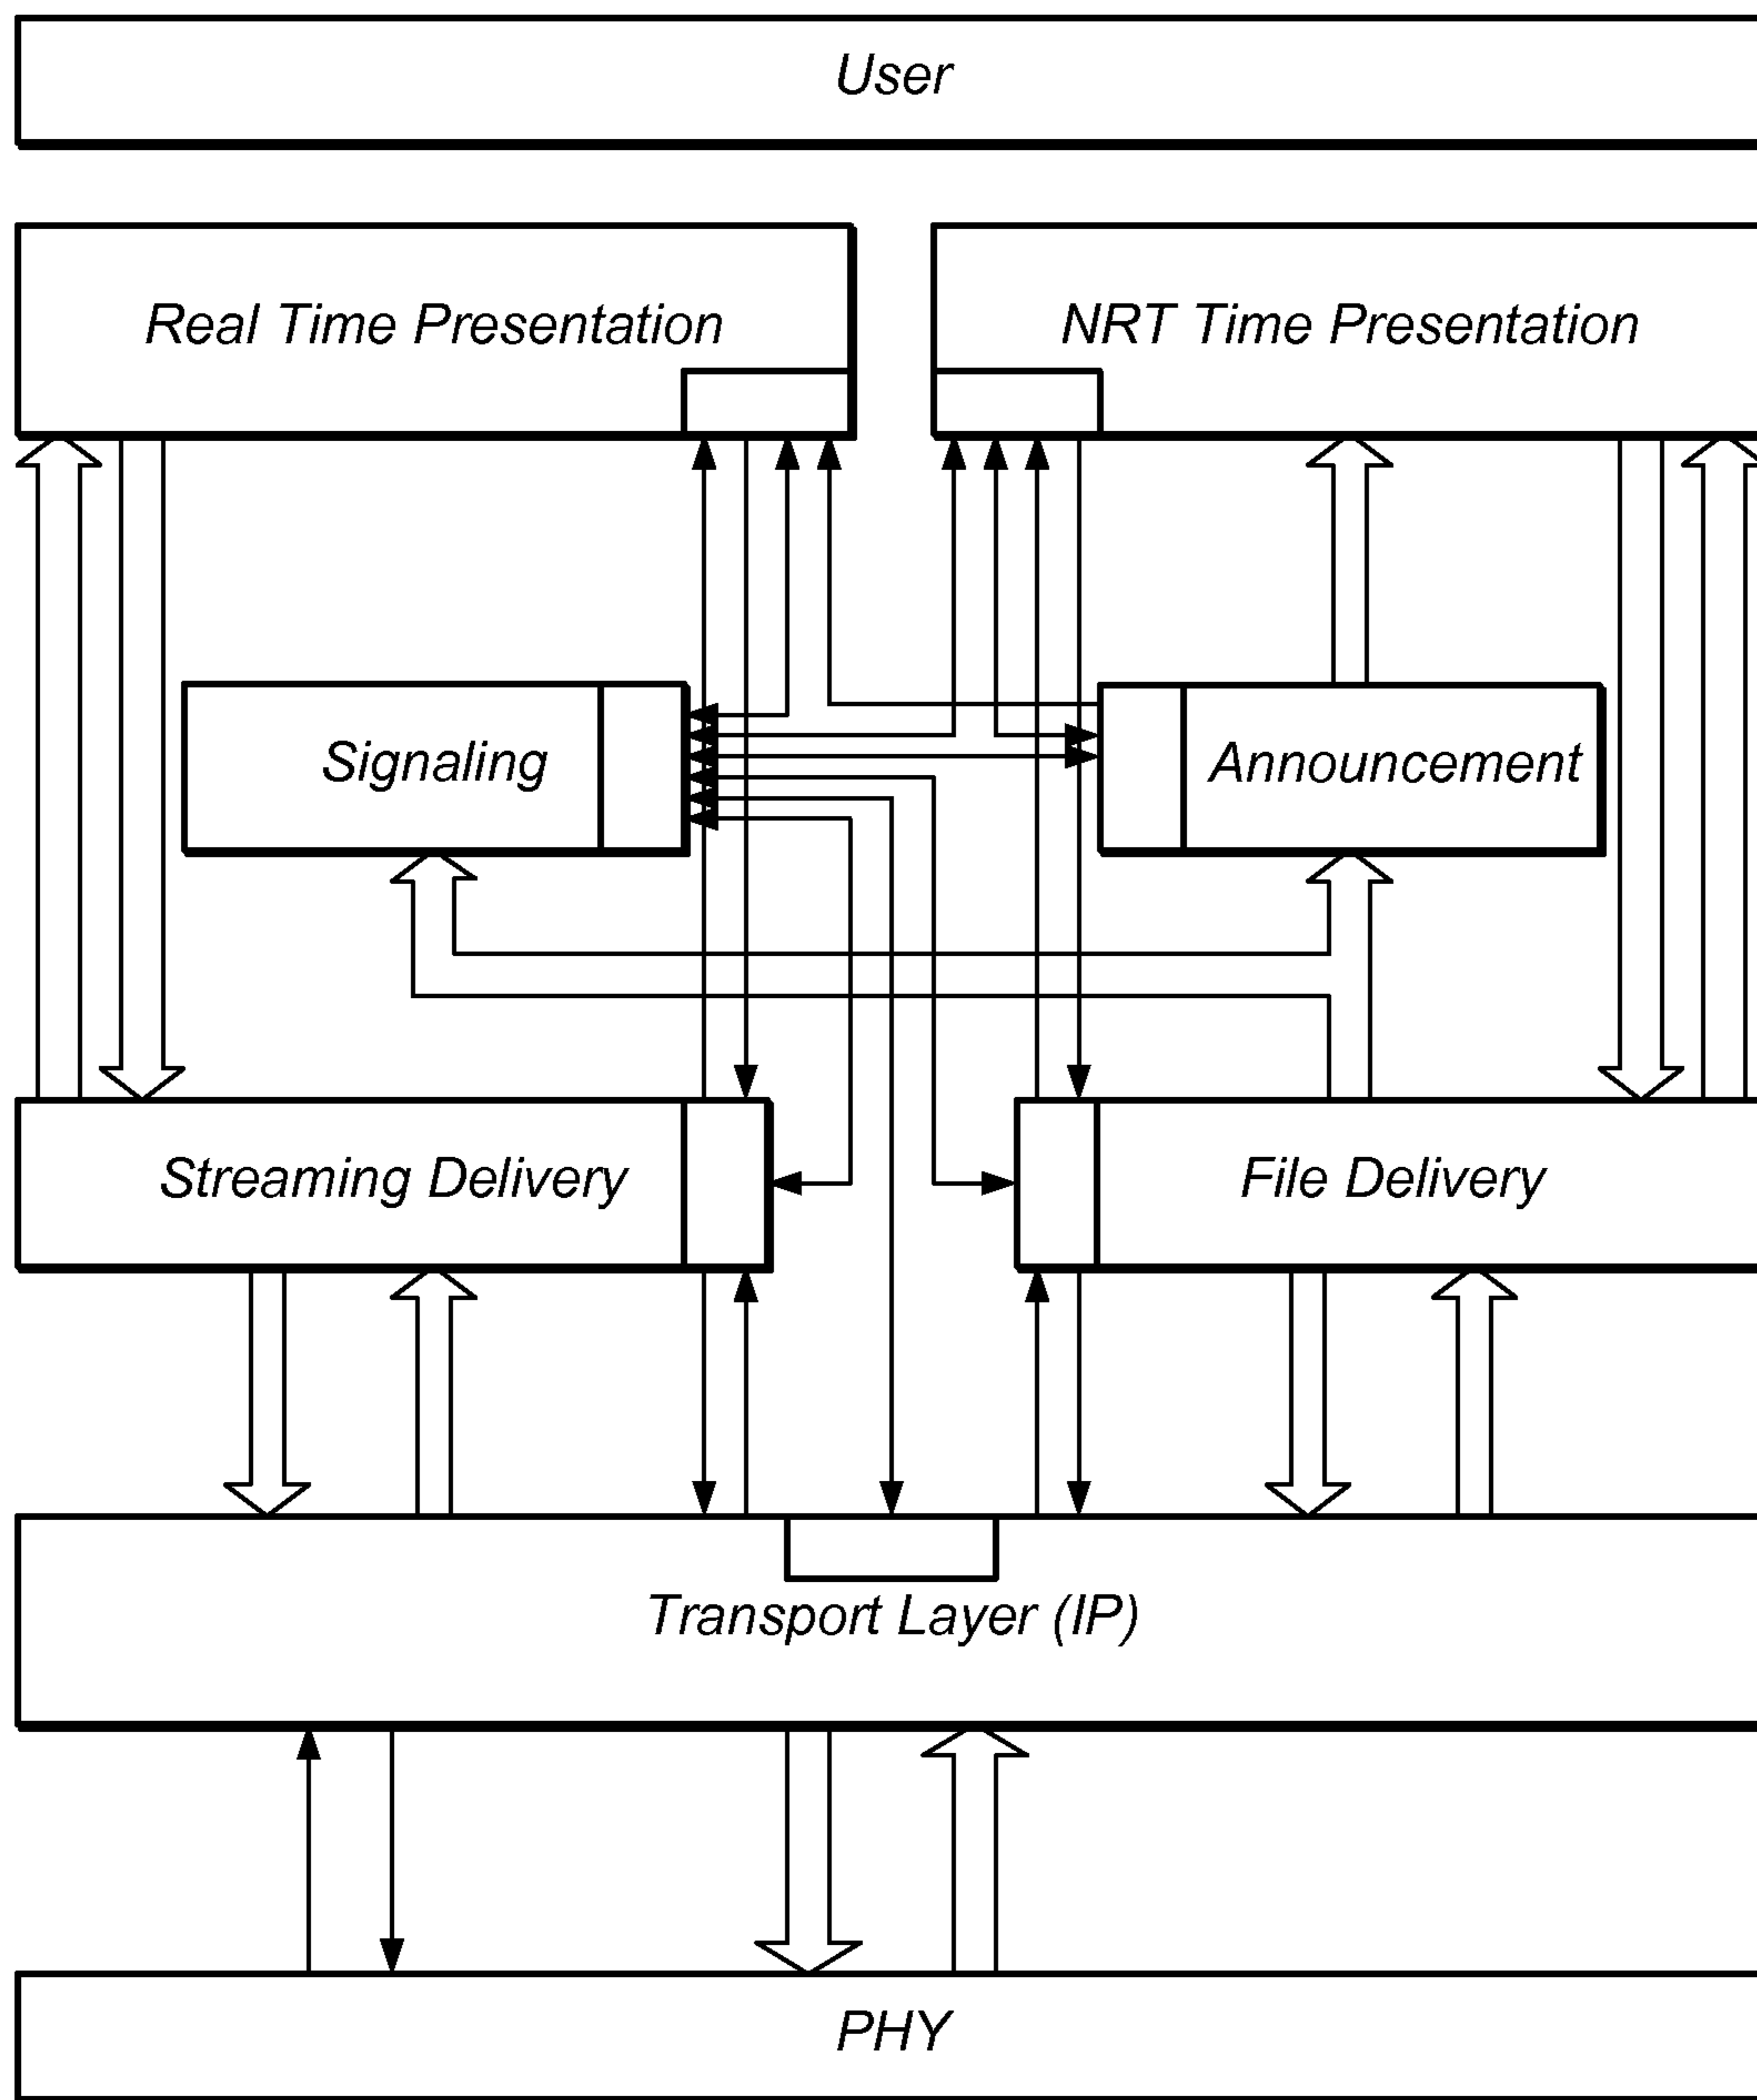 User
Real Time Presentation
NRT Time Presentation
Signaling
Announcement
Streaming Delivery
File Delivery
Transport Layer (IP)
PHY